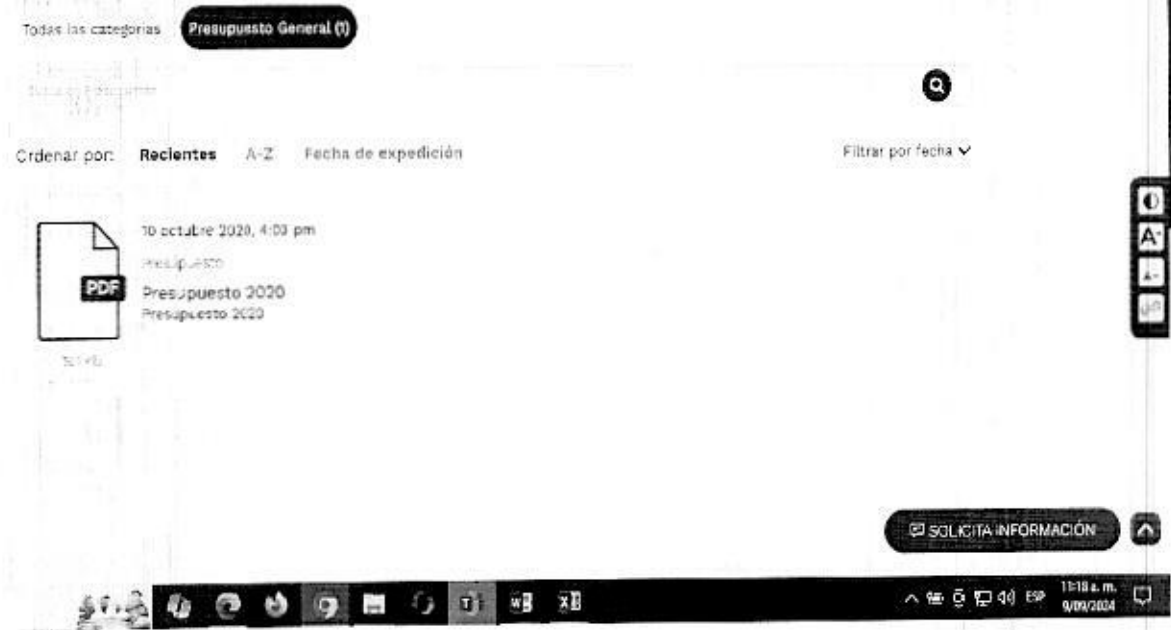 Todas las categorías Presupuesto General (1)
Ordenar por: Recientes A-Z Fecha de expedición Filtrar por fecha
10 octubre 2020, 4:03 pm
Presupuesto
PDF
Presupuesto 2020
Presupuesto 2020
A+
A-
SOLICITA INFORMACIÓN
ESP 11:18 a. m.
9/09/2024